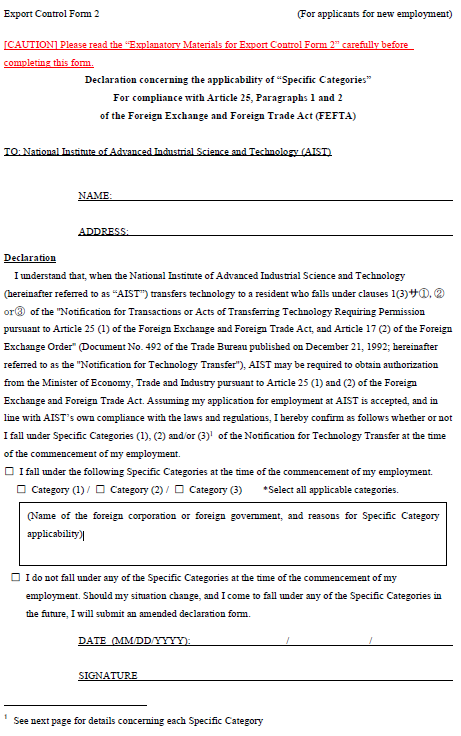 Export Control Form 2 (For applicants for new employment)
[CAUTION] Please read the “Explanatory Materials for Export Control Form 2” carefully before
completing this form.
Declaration concerning the applicability of “Specific Categories”
For compliance with Article 25, Paragraphs 1 and 2
of the Foreign Exchange and Foreign Trade Act (FEFTA)
TO: National Institute of Advanced Industrial Science and Technology (AIST)
NAME:
ADDRESS:
Declaration
I understand that, when the National Institute of Advanced Industrial Science and Technology
(hereinafter referred to as “AIST”) transfers technology to a resident who falls under clauses 1(3)サ①, ②
or③ of the "Notification for Transactions or Acts of Transferring Technology Requiring Permission
pursuant to Article 25 (1) of the Foreign Exchange and Foreign Trade Act, and Article 17 (2) of the Foreign
Exchange Order" (Document No. 492 of the Trade Bureau published on December 21, 1992; hereinafter
referred to as the "Notification for Technology Transfer"), AIST may be required to obtain authorization
from the Minister of Economy, Trade and Industry pursuant to Article 25 (1) and (2) of the Foreign
Exchange and Foreign Trade Act. Assuming my application for employment at AIST is accepted, and in
line with AIST’s own compliance with the laws and regulations, I hereby confirm as follows whether or not
I fall under Specific Categories (1), (2) and/or (3)1 of the Notification for Technology Transfer at the time
of the commencement of my employment.
☐ I fall under the following Specific Categories at the time of the commencement of my employment.
☐ Category (1) / ☐ Category (2) / ☐ Category (3) *Select all applicable categories.
(Name of the foreign corporation or foreign government, and reasons for Specific Category
applicability)
☐ I do not fall under any of the Specific Categories at the time of the commencement of my
employment. Should my situation change, and I come to fall under any of the Specific Categories in
the future, I will submit an amended declaration form.
DATE (MM/DD/YYYY): / /
SIGNATURE
1 See next page for details concerning each Specific Category